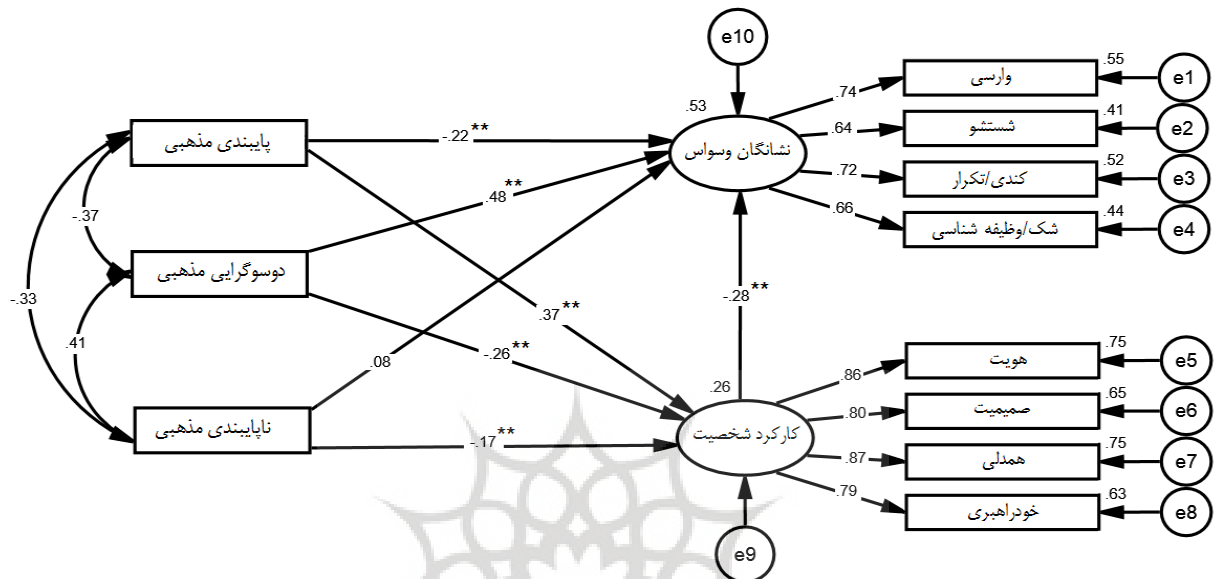 e10
.53
.55
وارسی
e1
.74
.41
شستشو
e2
.64
پایبندی مذهبی
-.22**
نشانگان وسواس
.52
کندی/تکرار
e3
.72
.44
شک/وظیفه شناسی
e4
.66
.48**
-.37
دوسوگرایی مذهبی
-.33
-.28**
.37**
.41
-.26**
.08
.75
هویت
e5
.86
.26
.65
صمیمیت
e6
.80
ناپایبندی مذهبی
-.17**
کارکرد شخصیت
.75
همدلی
e7
.87
.63
خودراهبری
e8
.79
e9